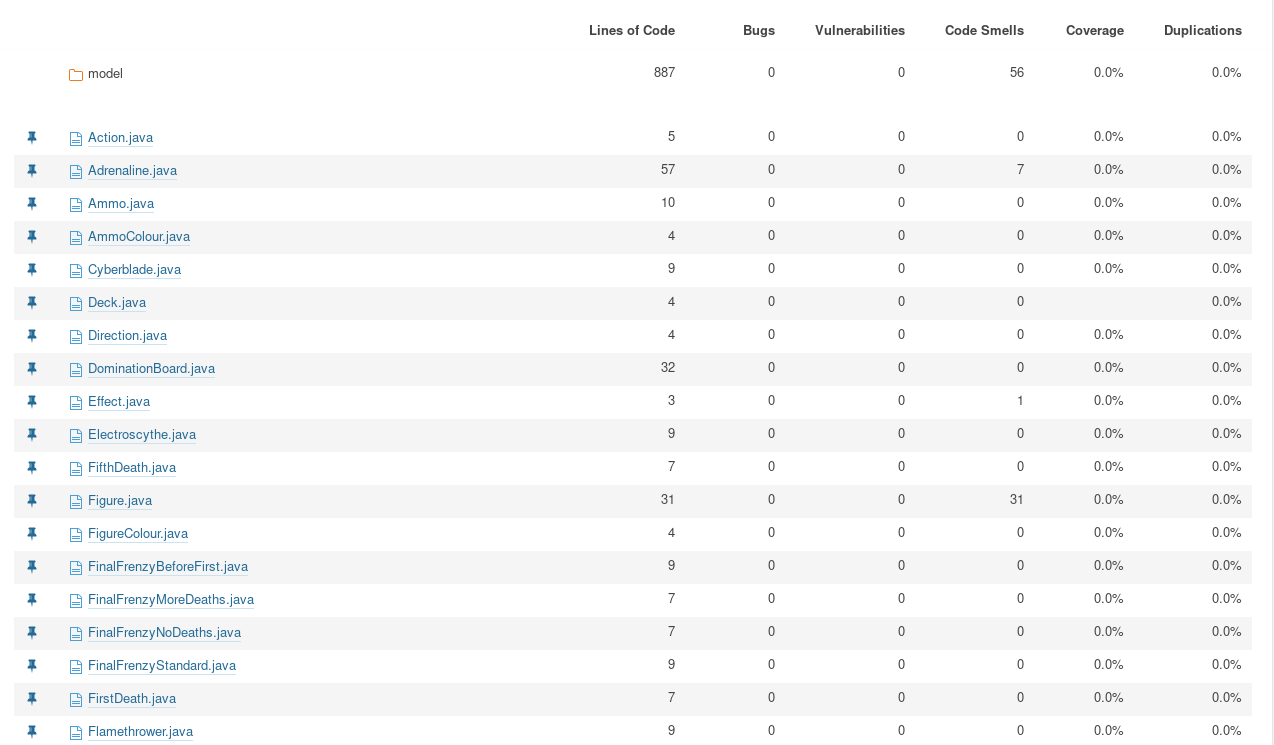 Lines of Code Bugs Vulnerabilities Code Smells Coverage Duplications
model 887 0 0 56 0.0% 0.0%
Action.java 5 0 0 0 0.0% 0.0%
Adrenaline.java 57 0 0 7 0.0% 0.0%
Ammo.java 10 0 0 0 0.0% 0.0%
AmmoColour.java 4 0 0 0 0.0% 0.0%
Cyberblade.java 9 0 0 0 0.0% 0.0%
Deck.java 4 0 0 0 0.0%
Direction.java 4 0 0 0 0.0% 0.0%
DominationBoard.java 32 0 0 0 0.0% 0.0%
Effect.java 3 0 0 1 0.0% 0.0%
Electroscythe.java 9 0 0 0 0.0% 0.0%
FifthDeath.java 7 0 0 0 0.0% 0.0%
Figure.java 31 0 0 31 0.0% 0.0%
FigureColour.java 4 0 0 0 0.0% 0.0%
FinalFrenzyBeforeFirst.java 9 0 0 0 0.0% 0.0%
FinalFrenzyMoreDeaths.java 7 0 0 0 0.0% 0.0%
FinalFrenzyNoDeaths.java 7 0 0 0 0.0% 0.0%
FinalFrenzyStandard.java 9 0 0 0 0.0% 0.0%
FirstDeath.java 7 0 0 0 0.0% 0.0%
Flamethrower.java 9 0 0 0 0.0% 0.0%